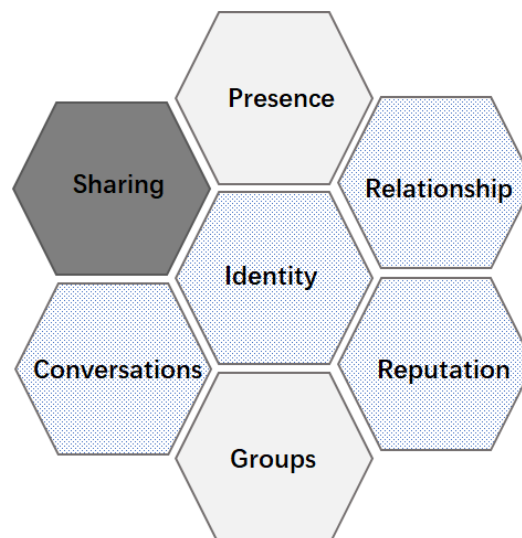 Presence
Sharing
Relationship
Identity
Conversations
Reputation
Groups